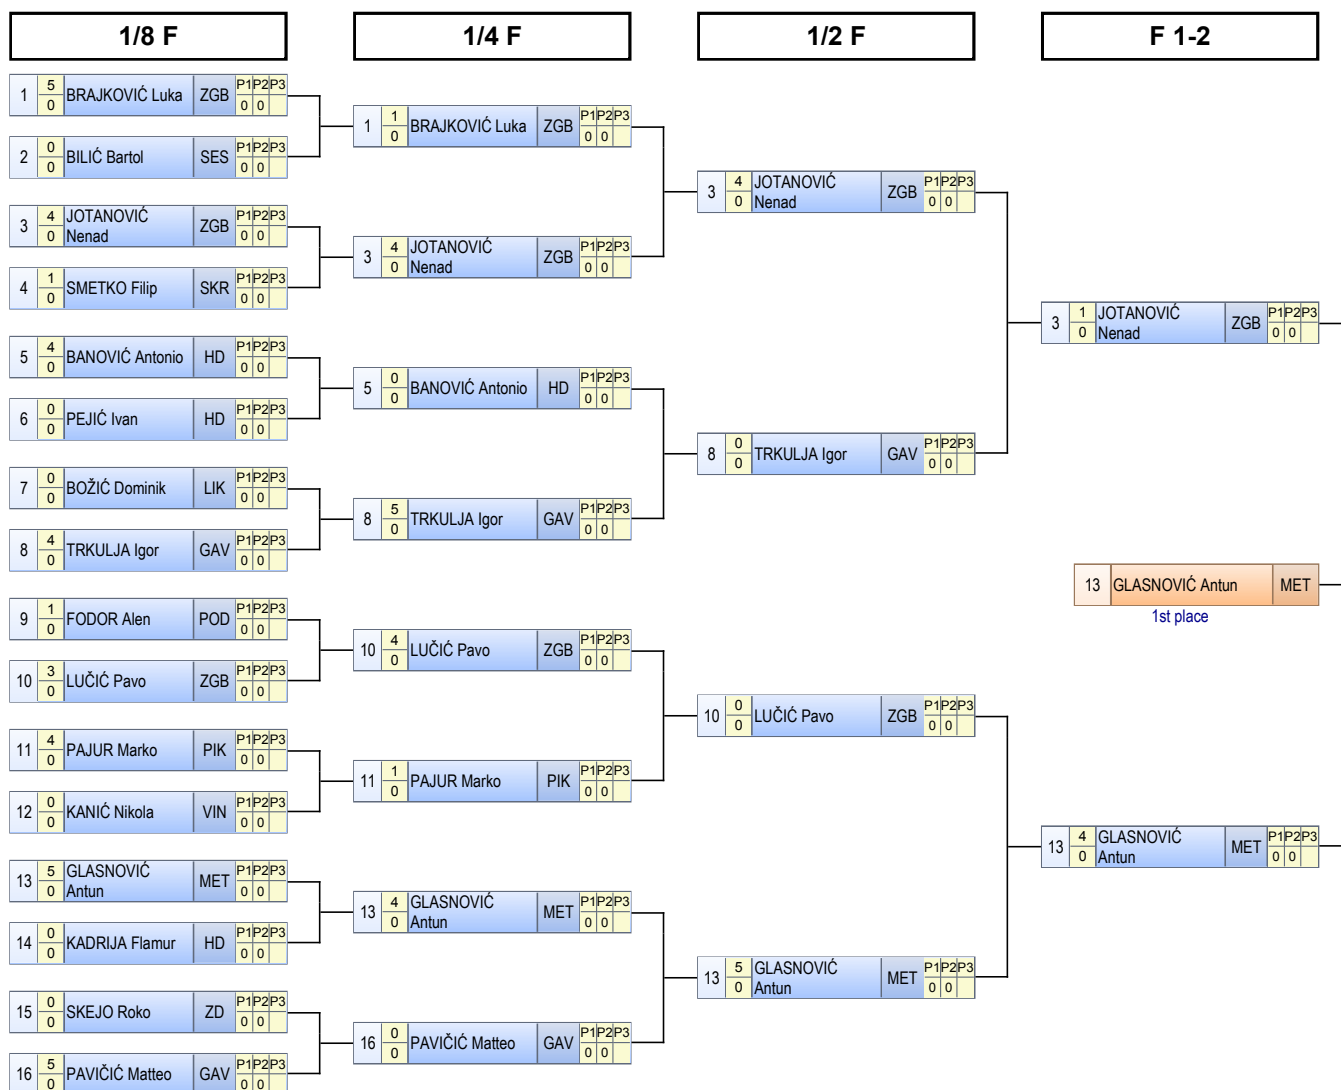 1/8 F
1/4 F
1/2 F
F 1-2
1 5 0 BRAJKOVIĆ Luka ZGB P1 P2 P3 0 0
2 0 0 BILIĆ Bartol SES P1 P2 P3 0 0
3 4 0 JOTANOVIĆ Nenad ZGB P1 P2 P3 0 0
4 1 0 SMETKO Filip SKR P1 P2 P3 0 0
5 4 0 BANOVIĆ Antonio HD P1 P2 P3 0 0
6 0 0 PEJIĆ Ivan HD P1 P2 P3 0 0
7 0 0 BOŽIĆ Dominik LIK P1 P2 P3 0 0
8 4 0 TRKULJA Igor GAV P1 P2 P3 0 0
9 1 0 FODOR Alen POD P1 P2 P3 0 0
10 3 0 LUČIĆ Pavo ZGB P1 P2 P3 0 0
11 4 0 PAJUR Marko PIK P1 P2 P3 0 0
12 0 0 KANIĆ Nikola VIN P1 P2 P3 0 0
13 5 0 GLASNOVIĆ Antun MET P1 P2 P3 0 0
14 0 0 KADRIJA Flamur HD P1 P2 P3 0 0
15 0 0 SKEJO Roko ZD P1 P2 P3 0 0
16 5 0 PAVIČIĆ Matteo GAV P1 P2 P3 0 0
1 1 0 BRAJKOVIĆ Luka ZGB P1 P2 P3 0 0
3 4 0 JOTANOVIĆ Nenad ZGB P1 P2 P3 0 0
5 0 0 BANOVIĆ Antonio HD P1 P2 P3 0 0
8 5 0 TRKULJA Igor GAV P1 P2 P3 0 0
10 4 0 LUČIĆ Pavo ZGB P1 P2 P3 0 0
11 1 0 PAJUR Marko PIK P1 P2 P3 0 0
13 4 0 GLASNOVIĆ Antun MET P1 P2 P3 0 0
16 0 0 PAVIČIĆ Matteo GAV P1 P2 P3 0 0
3 4 0 JOTANOVIĆ Nenad ZGB P1 P2 P3 0 0
8 0 0 TRKULJA Igor GAV P1 P2 P3 0 0
10 0 0 LUČIĆ Pavo ZGB P1 P2 P3 0 0
13 5 0 GLASNOVIĆ Antun MET P1 P2 P3 0 0
3 1 0 JOTANOVIĆ Nenad ZGB P1 P2 P3 0 0
13 GLASNOVIĆ Antun MET
1st place
13 4 0 GLASNOVIĆ Antun MET P1 P2 P3 0 0